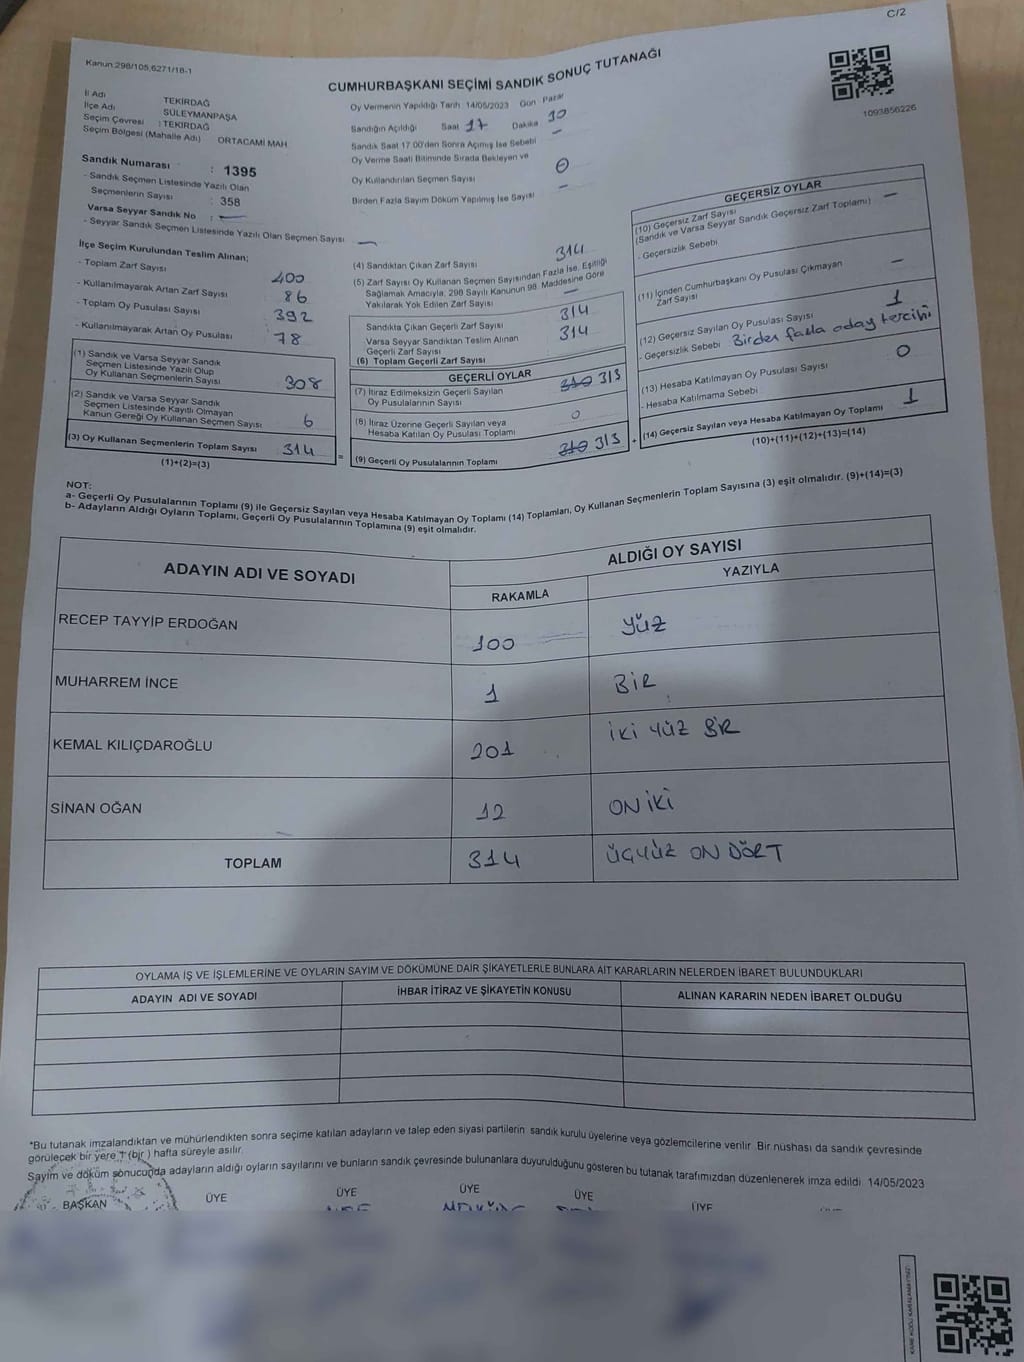 C/2
Kanun:298/105,6271/18-1
CUMHURBAŞKANI SEÇİMİ SANDIK SONUÇ TUTANAĞI
1093856226
İl Adı TEKİRDAĞ
İlçe Adı SÜLEYMANPAŞA
Seçim Çevresi : TEKİRDAĞ
Seçim Bölgesi (Mahalle Adı) ORTACAMİ MAH.
Sandık Numarası : 1395
- Sandık Seçmen Listesinde Yazılı Olan
Seçmenlerin Sayısı : 358
Varsa Seyyar Sandık No : —
- Seyyar Sandık Seçmen Listesinde Yazılı Olan Seçmen Sayısı —
Oy Vermenin Yapıldığı Tarih 14/05/2023 Gün Pazar
Sandığın Açıldığı Saat 17 Dakika 10
Sandık Saat 17:00'den Sonra Açımış İse Sebebi —
Oy Verme Saati Bitiminde Sırada Bekleyen ve
Oy Kullandırılan Seçmen Sayısı 0
Birden Fazla Sayım Döküm Yapılmış İse Sayısı —
İlçe Seçim Kurulundan Teslim Alınan;
- Toplam Zarf Sayısı 400
- Kullanılmayarak Artan Zarf Sayısı 86
- Toplam Oy Pusulası Sayısı 392
- Kullanılmayarak Artan Oy Pusulası 78
(1) Sandık ve Varsa Seyyar Sandık
Seçmen Listesinde Yazılı Olup
Oy Kullanan Seçmenlerin Sayısı 308
(2) Sandık ve Varsa Seyyar Sandık
Seçmen Listesinde Kayıtlı Olmayan
Kanun Gereği Oy Kullanan Seçmen Sayısı 6
(3) Oy Kullanan Seçmenlerin Toplam Sayısı 314
(1)+(2)=(3)
(4) Sandıktan Çıkan Zarf Sayısı 314
(5) Zarf Sayısı Oy Kullanan Seçmen Sayısından Fazla İse, Eşitliği
Sağlamak Amacıyla; 298 Sayılı Kanunun 98. Maddesine Göre
Yakılarak Yok Edilen Zarf Sayısı —
Sandıkta Çıkan Geçerli Zarf Sayısı 314
Varsa Seyyar Sandıktan Teslim Alınan
Geçerli Zarf Sayısı 314
(6) Toplam Geçerli Zarf Sayısı
=
GEÇERLİ OYLAR
(7) İtiraz Edilmeksizin Geçerli Sayılan
Oy Pusulalarının Sayısı 310 313
(8) İtiraz Üzerine Geçerli Sayılan veya
Hesaba Katılan Oy Pusulası Toplamı 0
(9) Geçerli Oy Pusulalarının Toplamı 310 313
+
GEÇERSİZ OYLAR
(10) Geçersiz Zarf Sayısı —
(Sandık ve Varsa Seyyar Sandık Geçersiz Zarf Toplamı)
- Geçersizlik Sebebi
(11) İçinden Cumhurbaşkanı Oy Pusulası Çıkmayan
Zarf Sayısı —
(12) Geçersiz Sayılan Oy Pusulası Sayısı 1
- Geçersizlik Sebebi Birden fazla aday tercihi
(13) Hesaba Katılmayan Oy Pusulası Sayısı 0
- Hesaba Katılmama Sebebi
(14) Geçersiz Sayılan veya Hesaba Katılmayan Oy Toplamı 1
(10)+(11)+(12)+(13)=(14)
NOT:
a- Geçerli Oy Pusulalarının Toplamı (9) ile Geçersiz Sayılan veya Hesaba Katılmayan Oy Toplamı (14) Toplamları, Oy Kullanan Seçmenlerin Toplam Sayısına (3) eşit olmalıdır. (9)+(14)=(3)
b- Adayların Aldığı Oyların Toplamı, Geçerli Oy Pusulalarının Toplamına (9) eşit olmalıdır.
ADAYIN ADI VE SOYADI ALDIĞI OY SAYISI
RAKAMLA YAZIYLA
RECEP TAYYİP ERDOĞAN 100 YÜZ
MUHARREM İNCE 1 BİR
KEMAL KILIÇDAROĞLU 201 İKİ YÜZ BİR
SİNAN OĞAN 12 ON İKİ
TOPLAM 314 ÜÇYÜZ ON DÖRT
OYLAMA İŞ VE İŞLEMLERİNE VE OYLARIN SAYIM VE DÖKÜMÜNE DAİR ŞİKAYETLERLE BUNLARA AİT KARARLARIN NELERDEN İBARET BULUNDUKLARI
ADAYIN ADI VE SOYADI İHBAR İTİRAZ VE ŞİKAYETİN KONUSU ALINAN KARARIN NEDEN İBARET OLDUĞU
*Bu tutanak imzalandıktan ve mühürlendikten sonra seçime katılan adayların ve talep eden siyasi partilerin sandık kurulu üyelerine veya gözlemcilerine verilir. Bir nüshası da sandık çevresinde
görülecek bir yere 1 (bir) hafta süreyle asılır.
Sayım ve döküm sonucunda adayların aldığı oyların sayılarını ve bunların sandık çevresinde bulunanlara duyurulduğunu gösteren bu tutanak tarafımızdan düzenlenerek imza edildi. 14/05/2023
BAŞKAN ÜYE ÜYE ÜYE ÜYE ÜYE